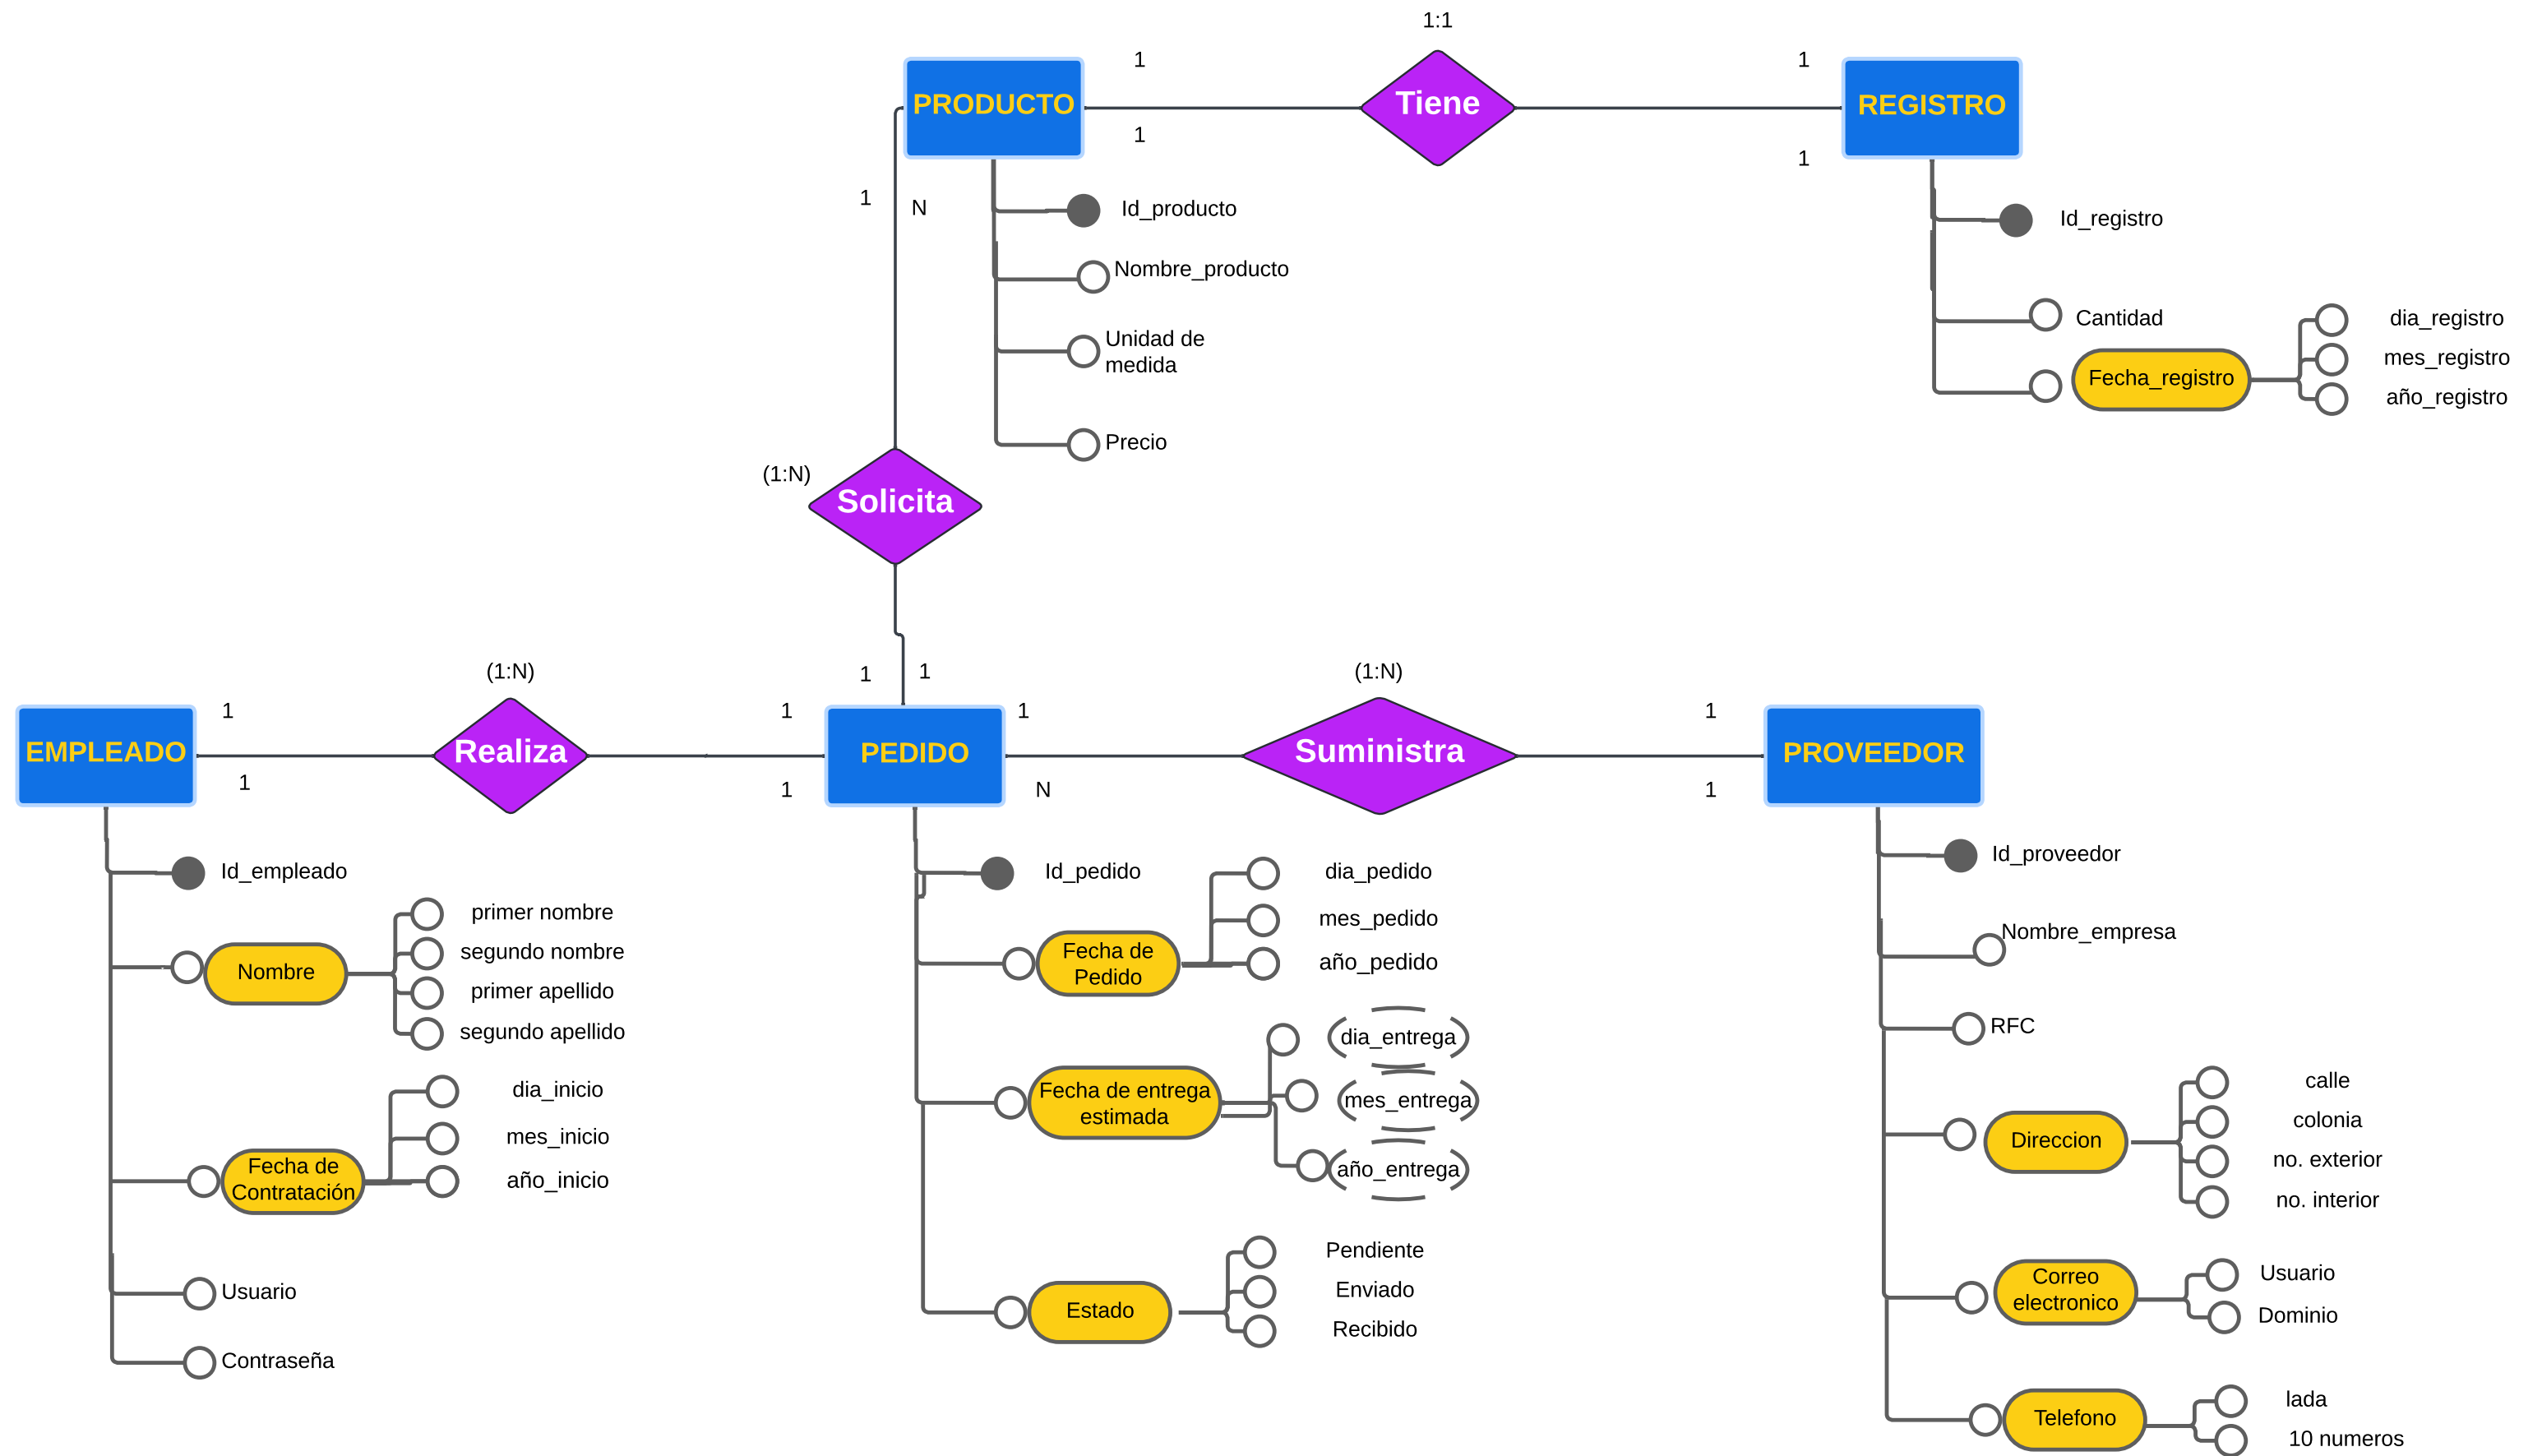 1:1
1
1
PRODUCTO
Tiene
REGISTRO
1
1
1
N
Id_producto
Id_registro
Nombre_producto
Cantidad
dia_registro
Unidad de
medida
mes_registro
Fecha_registro
año_registro
Precio
(1:N)
Solicita
(1:N)
1
1
(1:N)
1
1
1
1
EMPLEADO
Realiza
PEDIDO
Suministra
PROVEEDOR
1
1
N
1
Id_empleado
primer nombre
segundo nombre
Nombre
primer apellido
segundo apellido
dia_inicio
mes_inicio
Fecha de
Contratación
año_inicio
Usuario
Contraseña
Id_pedido
dia_pedido
mes_pedido
Fecha de
Pedido
año_pedido
dia_entrega
Fecha de entrega
estimada
mes_entrega
año_entrega
Pendiente
Enviado
Estado
Recibido
Id_proveedor
Nombre_empresa
RFC
calle
colonia
Direccion
no. exterior
no. interior
Correo
electronico
Usuario
Dominio
Telefono
lada
10 numeros